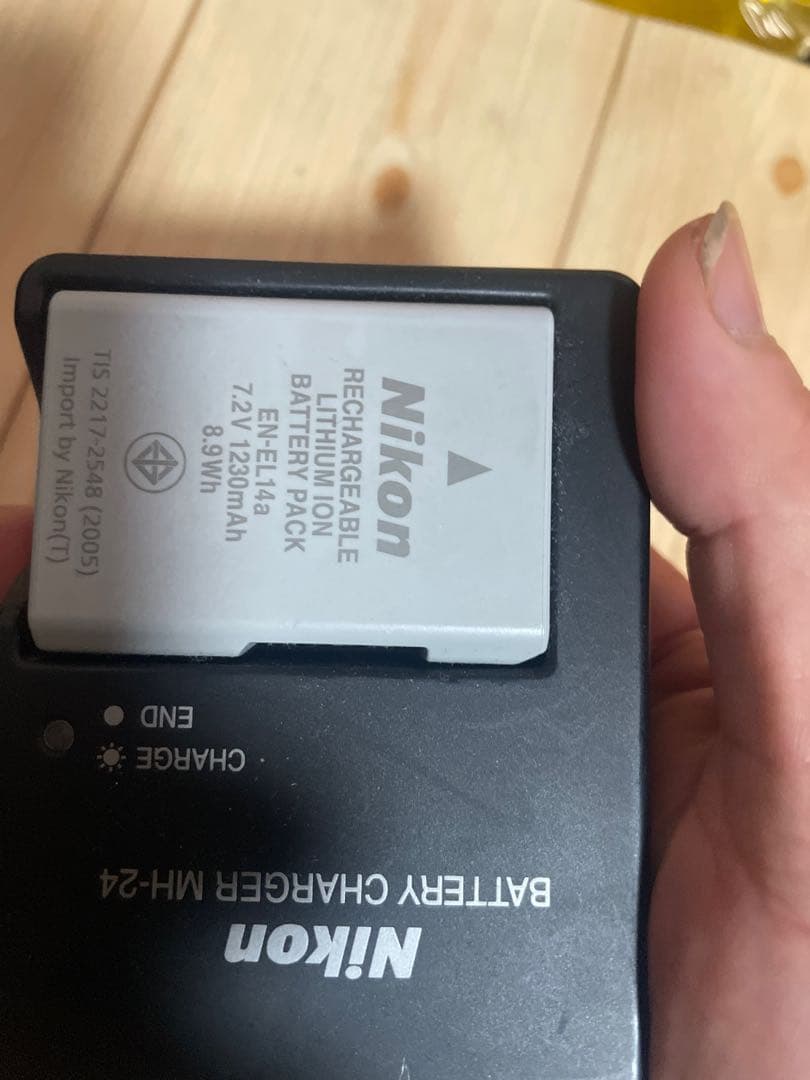 Nikon
RECHARGEABLE
LITHIUM ION
BATTERY PACK
EN-EL14a
7.2V 1230mAh
8.9Wh
TIS 2217-2548 (2005)
Import by Nikon(T)
Nikon
BATTERY CHARGER MH-24
CHARGE
END